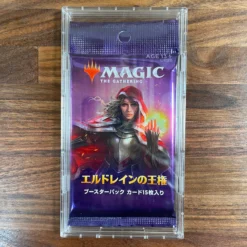 AGE 13+
MAGIC
THE GATHERING
エルドレインの王権
ブースターパック カード15枚入り